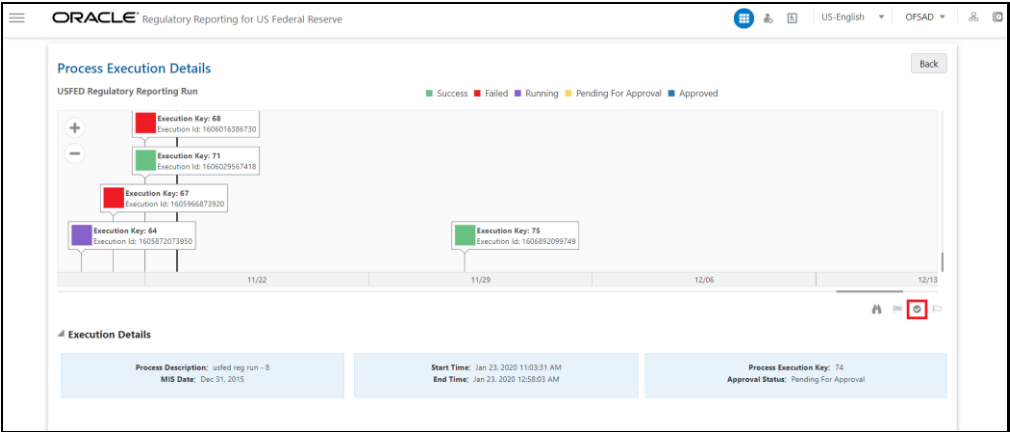 ORACLE® Regulatory Reporting for US Federal Reserve
US-English
OFSAD
Process Execution Details
Back
USFED Regulatory Reporting Run
Success Failed Running Pending For Approval Approved
Execution Key: 68
Execution Id: 1606016386730
Execution Key: 71
Execution Id: 1606029567418
Execution Key: 67
Execution Id: 1605966873920
Execution Key: 64
Execution Id: 1605872073950
Execution Key: 75
Execution Id: 1606892099749
11/22 11/29 12/06 12/13
Execution Details
Process Description: usfed reg run - 8
MIS Date: Dec 31, 2015
Start Time: Jan 23, 2020 11:03:31 AM
End Time: Jan 23, 2020 12:58:03 AM
Process Execution Key: 74
Approval Status: Pending For Approval